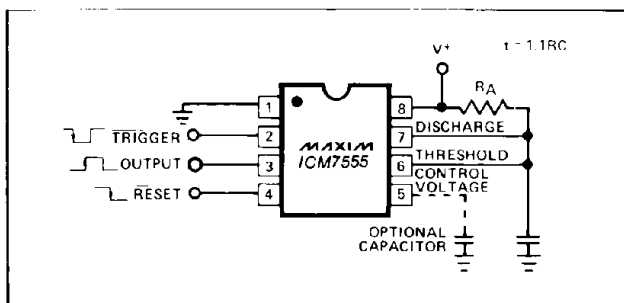 V+
t = 1.1RC
RA
1
8
2
7
3
6
4
5
TRIGGER
OUTPUT
RESET
MAXIM
ICM7555
DISCHARGE
THRESHOLD
CONTROL
VOLTAGE
OPTIONAL
CAPACITOR